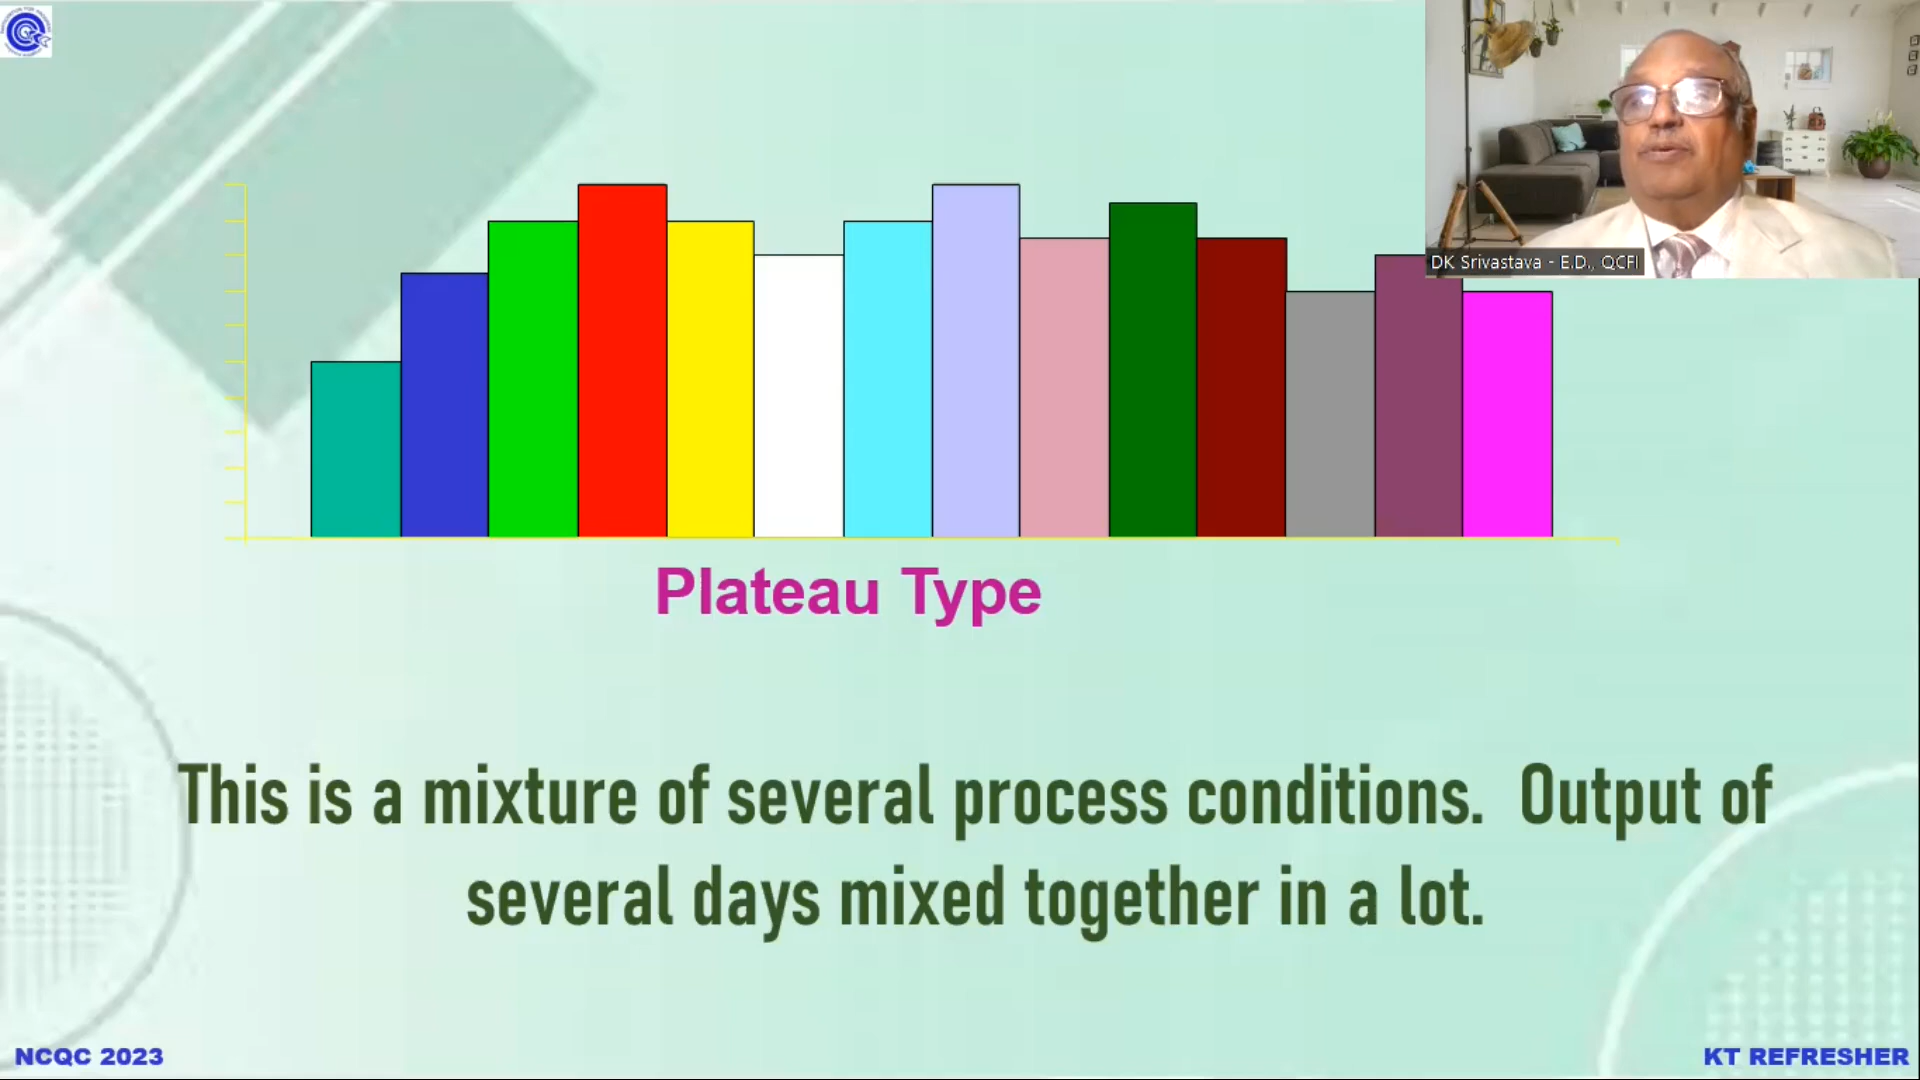 DK Srivastava - E.D., QCFI
Plateau Type
This is a mixture of several process conditions.  Output of
several days mixed together in a lot.
NCQC 2023
KT REFRESHER